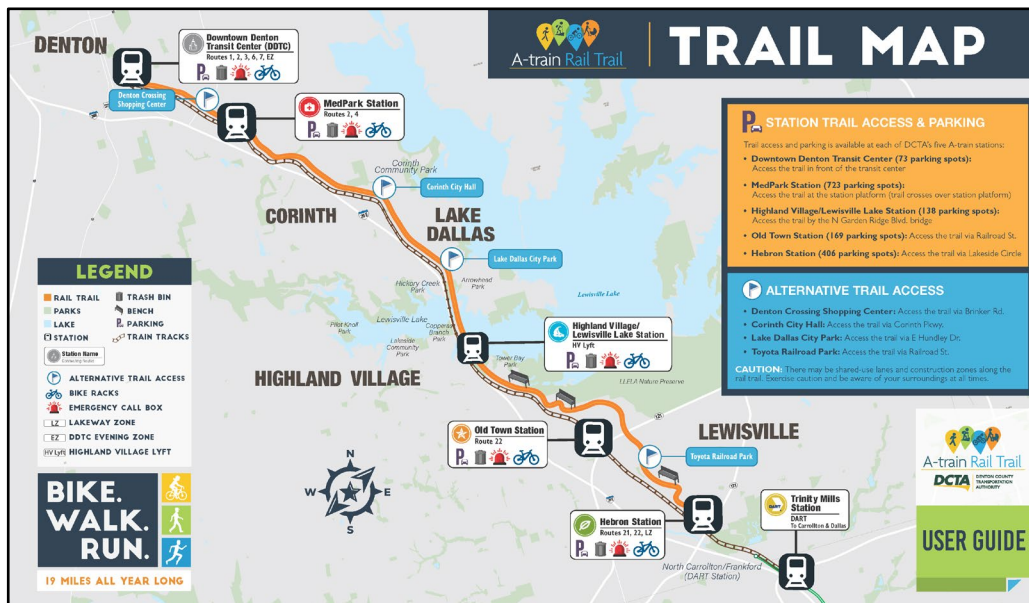 A-train Rail Trail
TRAIL MAP
DENTON
Downtown Denton
Transit Center (DDTC)
Routes 1, 2, 3, 6, 7, EZ
Denton Crossing
Shopping Center
MedPark Station
Routes 2, 4
Corinth
Community Park
Corinth City Hall
CORINTH
LAKE
DALLAS
Lake Dallas City Park
Hickory Creek
Park
Arrowhead
Park
Lewisville Lake
Pilot Knoll
Park
Lewisville Lake
Copperas
Branch
Park
Lakeside
Community
Park
Highland Village/
Lewisville Lake Station
HV Lyft
Tower Bay
Park
HIGHLAND VILLAGE
LLELA Nature Preserve
Old Town Station
Route 22
LEWISVILLE
Toyota Railroad Park
Hebron Station
Routes 21, 22, LZ
Trinity Mills
Station
DART
DART
To Carrollton & Dallas
North Carrollton/Frankford
(DART Station)
N
W
E
S
LEGEND
RAIL TRAIL
PARKS
LAKE
STATION
TRASH BIN
BENCH
PARKING
TRAIN TRACKS
Station Name
ALTERNATIVE TRAIL ACCESS
BIKE RACKS
EMERGENCY CALL BOX
LZ LAKEWAY ZONE
EZ DDTC EVENING ZONE
HV Lyft HIGHLAND VILLAGE LYFT
BIKE.
WALK.
RUN.
19 MILES ALL YEAR LONG
P STATION TRAIL ACCESS & PARKING
Trail access and parking is available at each of DCTA's five A-train stations:
• Downtown Denton Transit Center (73 parking spots):
Access the trail in front of the transit center
• MedPark Station (723 parking spots):
Access the trail at the station platform (trail crosses over station platform)
• Highland Village/Lewisville Lake Station (138 parking spots):
Access the trail by the N Garden Ridge Blvd. bridge
• Old Town Station (169 parking spots): Access the trail via Railroad St.
• Hebron Station (406 parking spots): Access the trail via Lakeside Circle
ALTERNATIVE TRAIL ACCESS
• Denton Crossing Shopping Center: Access the trail via Brinker Rd.
• Corinth City Hall: Access the trail via Corinth Pkwy.
• Lake Dallas City Park: Access the trail via E Hundley Dr.
• Toyota Railroad Park: Access the trail via Railroad St.
CAUTION: There may be shared-use lanes and construction zones along the
rail trail. Exercise caution and be aware of your surroundings at all times.
A-train Rail Trail
DCTA DENTON COUNTY
TRANSPORTATION
AUTHORITY
USER GUIDE